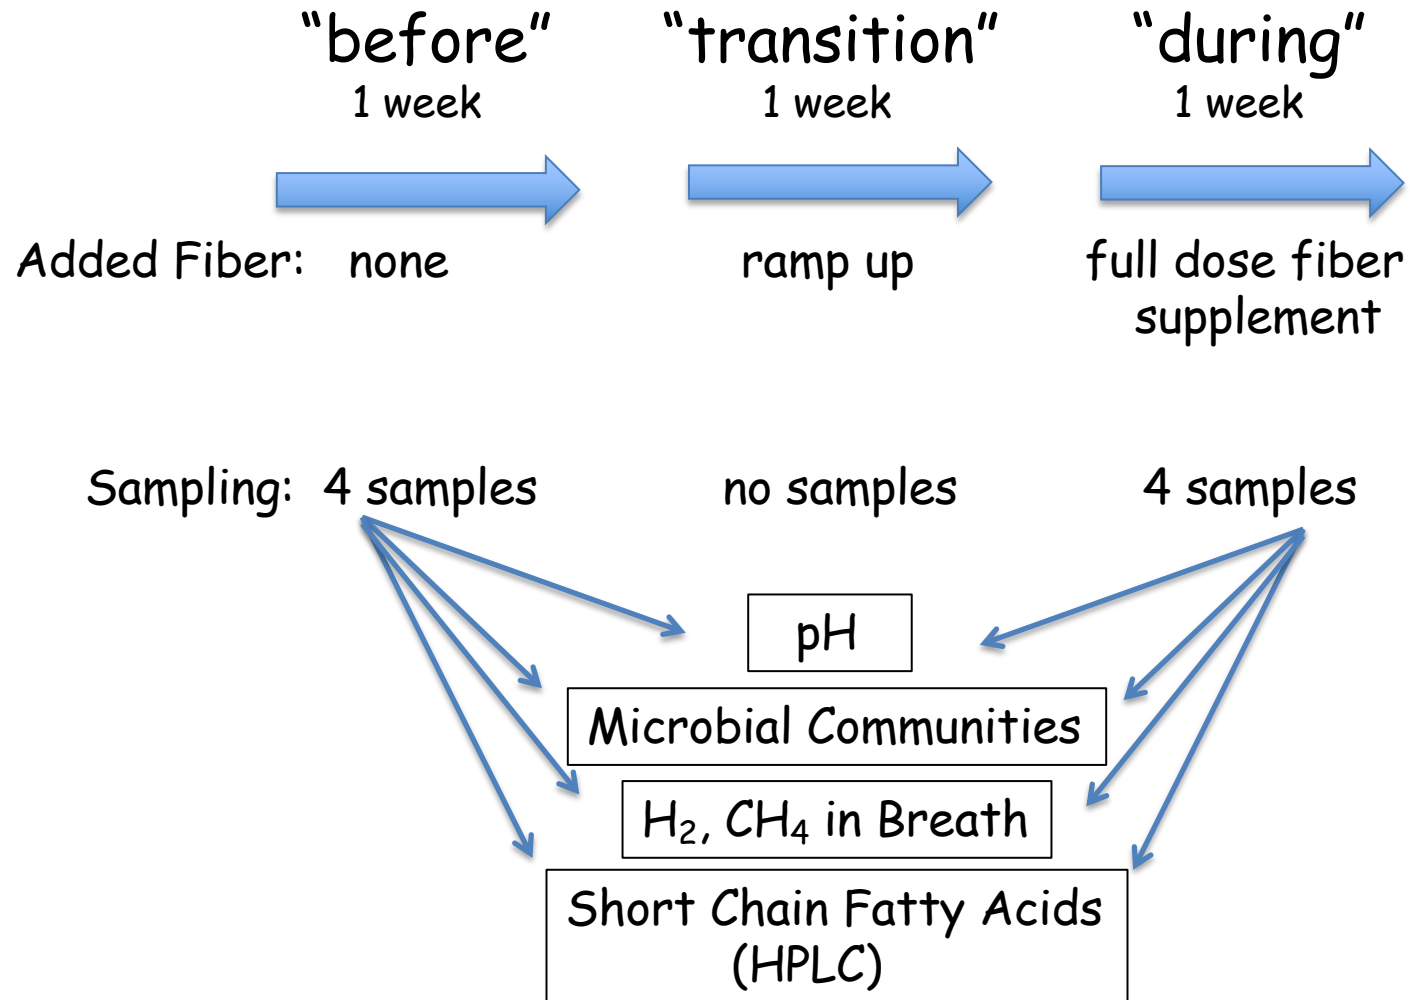 “before” “transition” “during”
1 week 1 week 1 week
Added Fiber: none ramp up full dose fiber
supplement
Sampling: 4 samples no samples 4 samples
pH
Microbial Communities
H₂, CH₄ in Breath
Short Chain Fatty Acids
(HPLC)